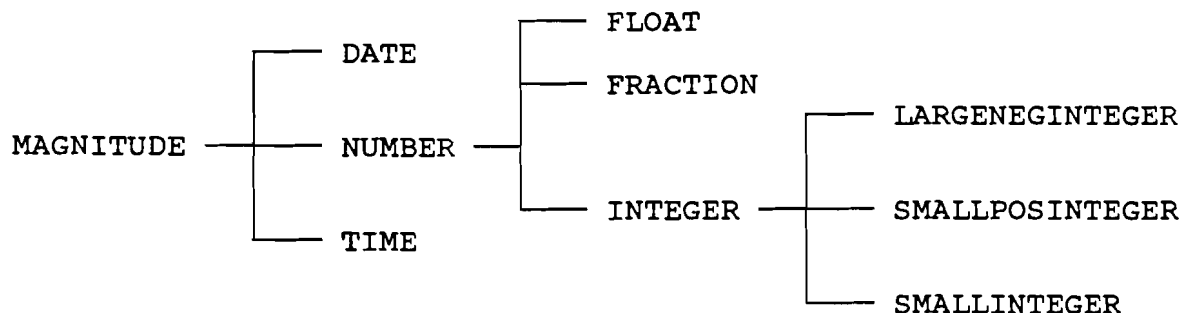 FLOAT
DATE
FRACTION
LARGENEGINTEGER
MAGNITUDE
NUMBER
INTEGER
SMALLPOSINTEGER
TIME
SMALLINTEGER